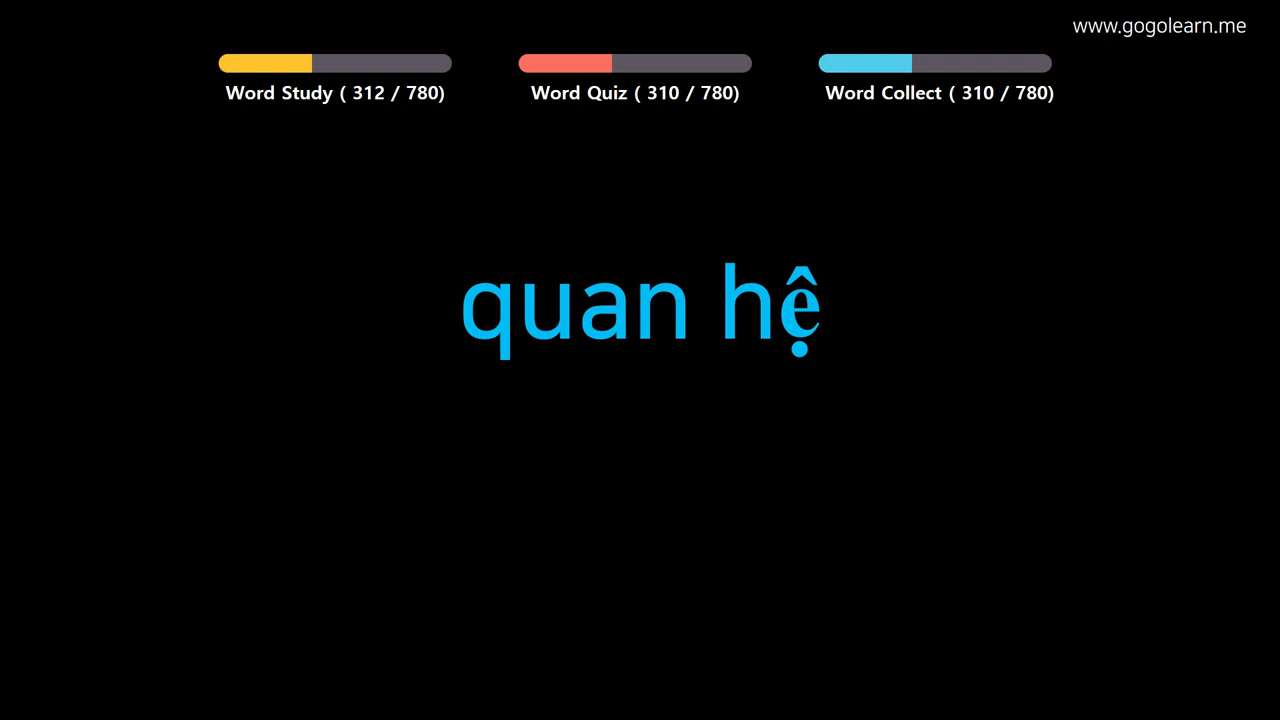 www.gogolearn.me
Word Study ( 312 / 780)
Word Quiz ( 310 / 780)
Word Collect ( 310 / 780)
quan hệ